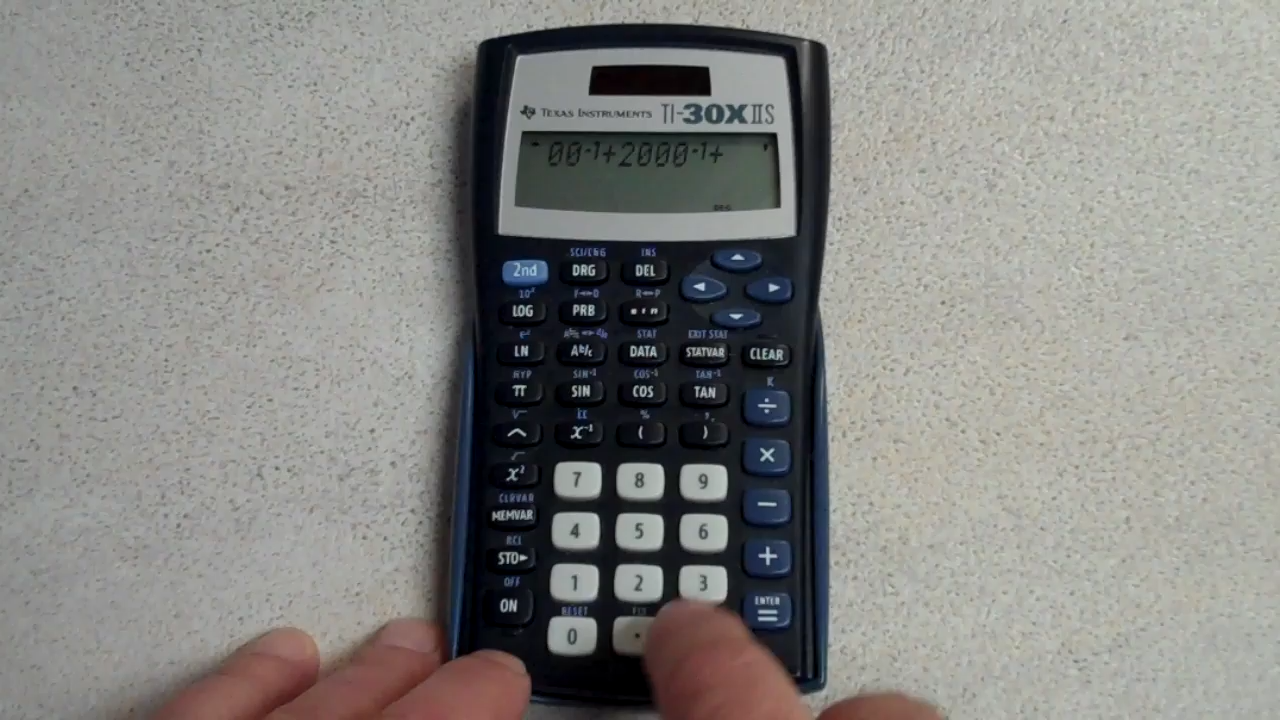 TEXAS INSTRUMENTS TI-30X IIS
00⁻¹+2000⁻¹+
DEG
SCI/ENG INS
2nd DRG DEL
10ˣ F◄►D R◄►P
LOG PRB
eˣ STAT EXIT STAT
LN Ab/c DATA STATVAR CLEAR
HYP SIN⁻¹ COS⁻¹ TAN⁻¹ K
π SIN COS TAN ÷
EE % ,
^ x⁻¹ ( ) ×
√
x² 7 8 9
CLRVAR −
MEMVAR 4 5 6
RCL
STO► +
OFF 1 2 3
ON ENTER
RESET FIX =
0 .